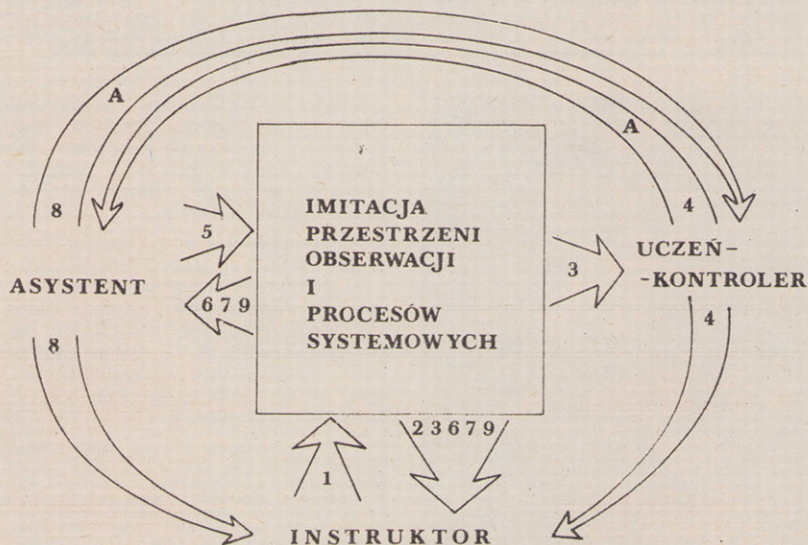 A
A
8
4
5
IMITACJA
PRZESTRZENI
OBSERWACJI
I
PROCESÓW
SYSTEMOWYCH
UCZEŃ-
-KONTROLER
3
ASYSTENT
6 7 9
4
8
2 3 6 7 9
1
INSTRUKTOR